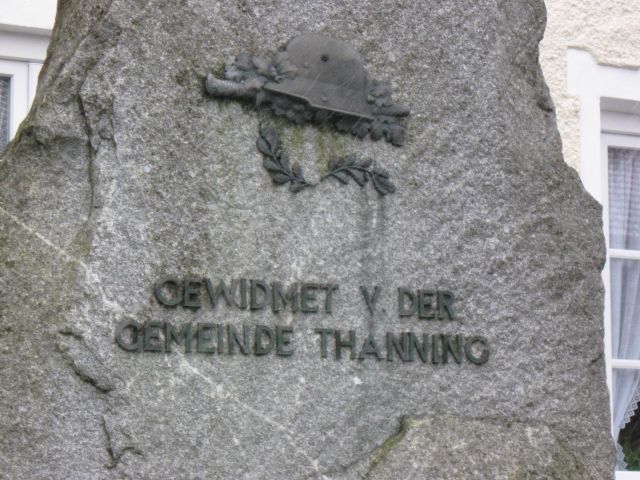 GEWIDMET V. DER
GEMEINDE THANNING